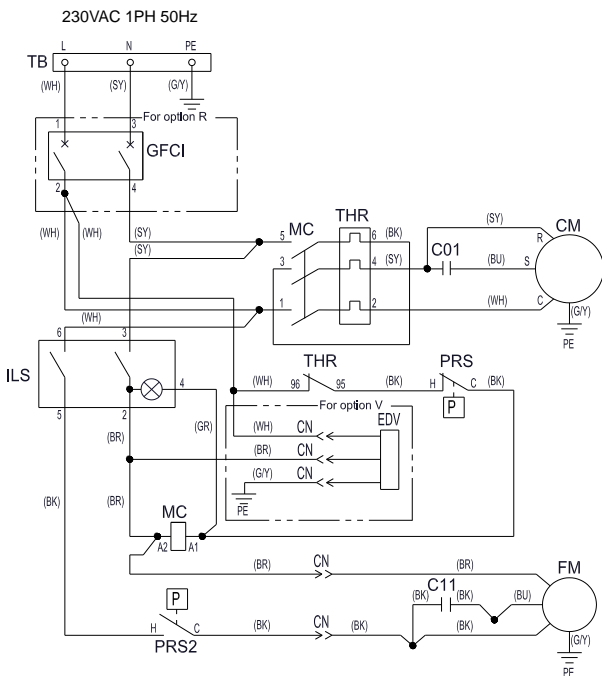 230VAC 1PH 50Hz
L N PE
TB
(WH) (SY) (G/Y)
For option R
1 3
GFCI
2 4
(WH) (WH) (SY)
(SY)
MC THR
5 6 (BK)
3 4 (SY)
1 2
(SY)
C01
(BU)
(WH)
CM
R
S
C
(G/Y)
PE
(WH)
6 3
ILS
4
5 2
(BR)
(GR)
THR PRS
(WH) 96 95 (BK) H C (BK)
P
For option V
EDV
(WH) CN
(BR) CN
(G/Y) CN
PE
(BK) (BR)
MC
A2 A1
(BR) CN (BR)
FM
C11
(BK) (BK) (BU)
P
H C (BK) CN (BK) (BK)
PRS2
(G/Y)
PE